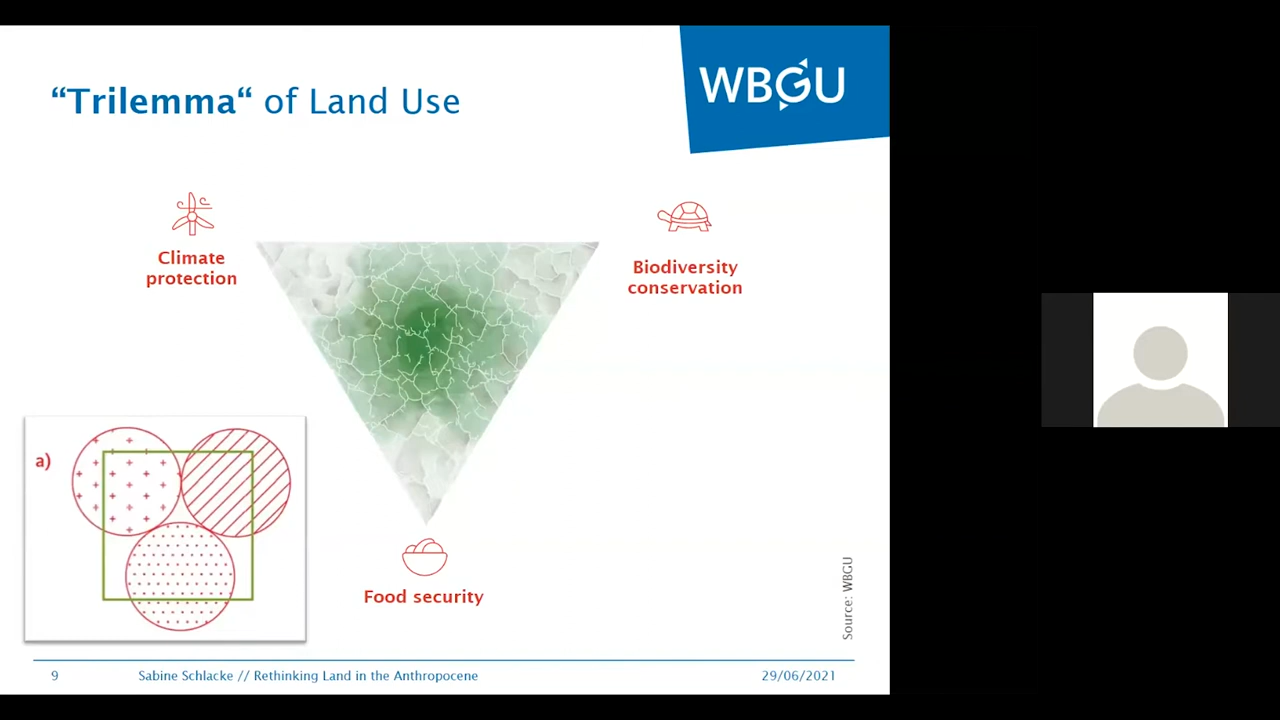 “Trilemma“ of Land Use
WBGU
Climate
protection
Biodiversity
conservation
a)
Food security
Source: WBGU
9
Sabine Schlacke // Rethinking Land in the Anthropocene
29/06/2021